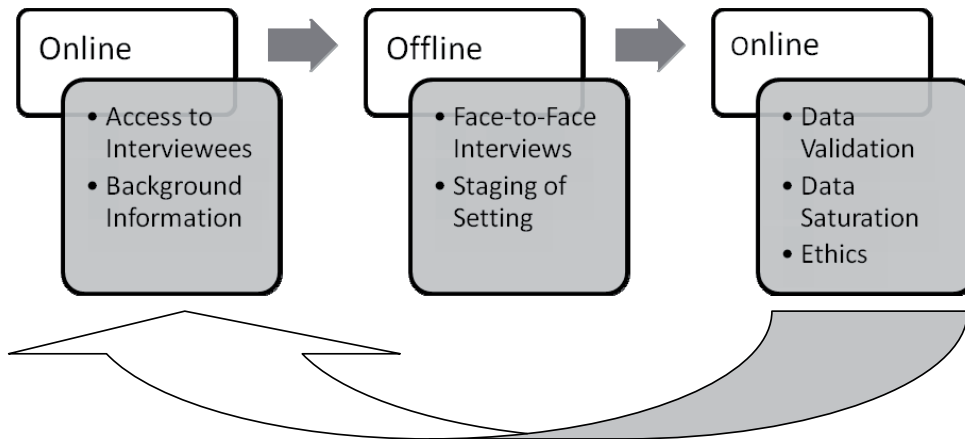 Online
• Access to
Interviewees
• Background
Information
Offline
• Face-to-Face
Interviews
• Staging of
Setting
Online
• Data
Validation
• Data
Saturation
• Ethics